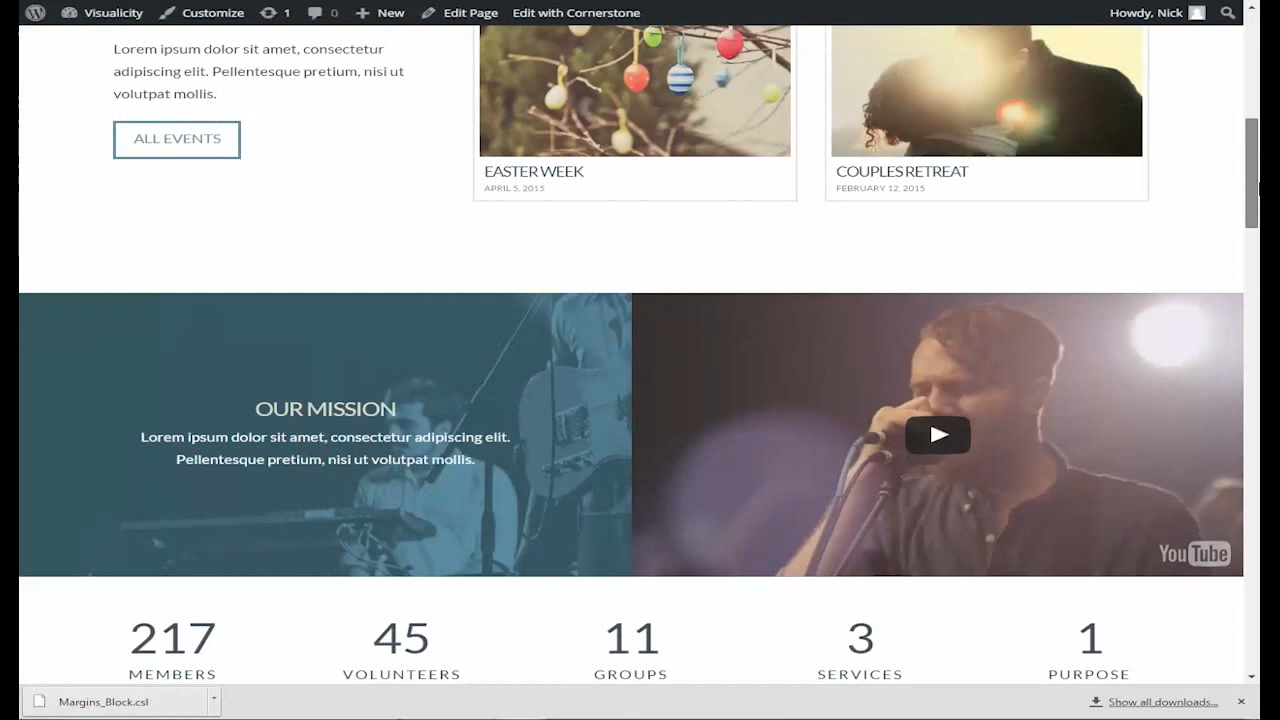 Visualicity
Customize
1
0
New
Edit Page
Edit with Cornerstone
Howdy, Nick
Lorem ipsum dolor sit amet, consectetur
adipiscing elit. Pellentesque pretium, nisi ut
volutpat mollis.
ALL EVENTS
EASTER WEEK
APRIL 5, 2015
COUPLES RETREAT
FEBRUARY 12, 2015
OUR MISSION
Lorem ipsum dolor sit amet, consectetur adipiscing elit.
Pellentesque pretium, nisi ut volutpat mollis.
YouTube
217
MEMBERS
45
VOLUNTEERS
11
GROUPS
3
SERVICES
1
PURPOSE
Margins_Block.csl
Show all downloads...